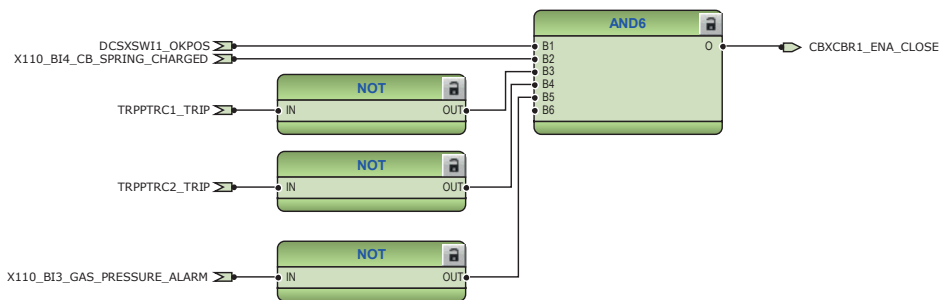 AND6
DCSXSWI1_OKPOS
B1
O
CBXCBR1_ENA_CLOSE
X110_BI4_CB_SPRING_CHARGED
B2
B3
NOT
B4
B5
TRPPTRC1_TRIP
IN
OUT
B6
NOT
TRPPTRC2_TRIP
IN
OUT
NOT
X110_BI3_GAS_PRESSURE_ALARM
IN
OUT